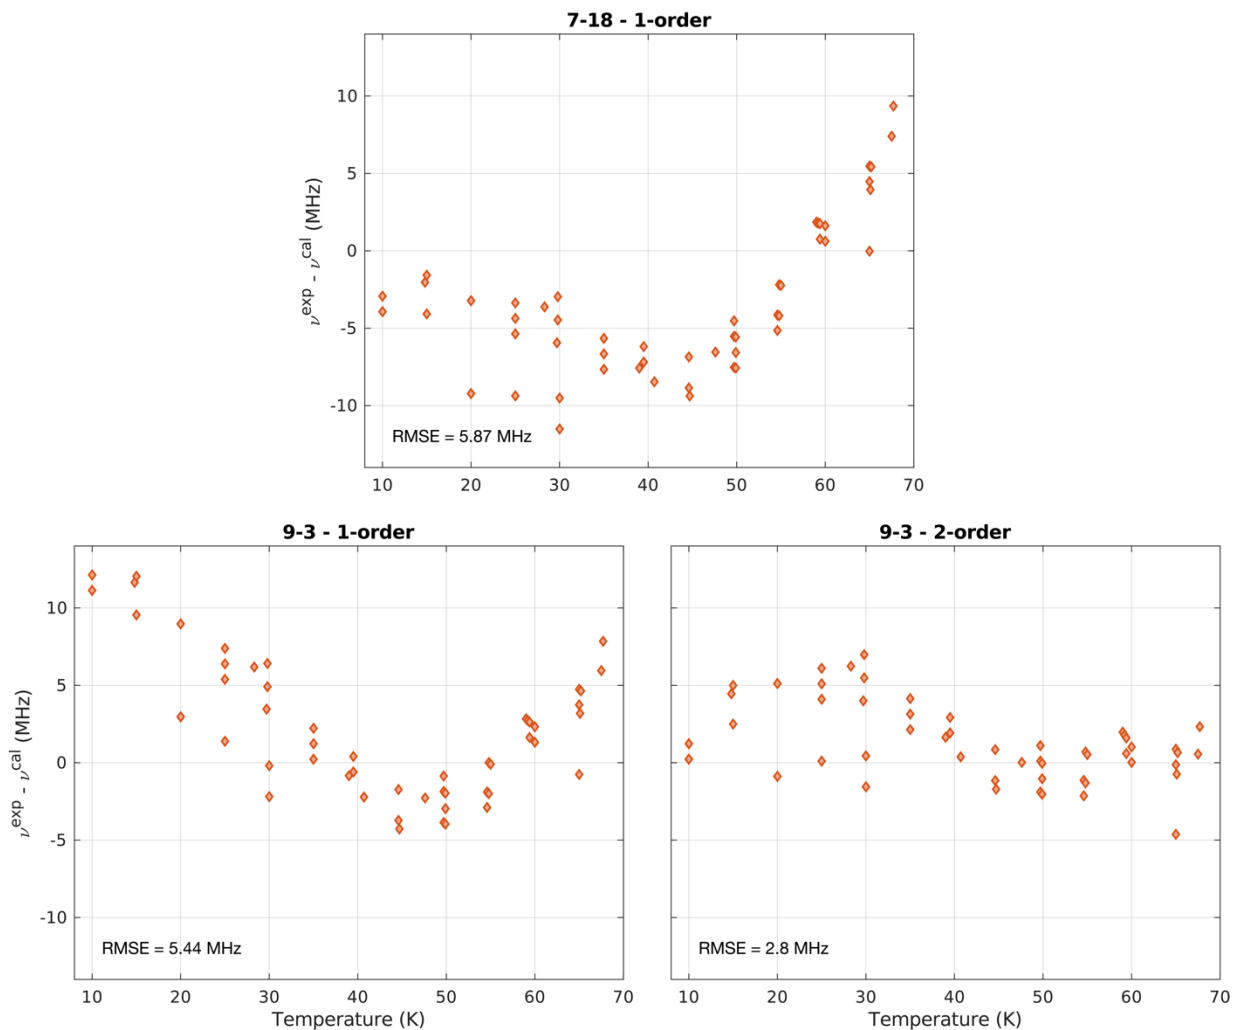 7-18 - 1-order
10
5
0
-5
-10
ν^exp - ν^cal (MHz)
RMSE = 5.87 MHz
10 20 30 40 50 60 70
9-3 - 1-order
10
5
0
-5
-10
ν^exp - ν^cal (MHz)
RMSE = 5.44 MHz
10 20 30 40 50 60 70
Temperature (K)
9-3 - 2-order
RMSE = 2.8 MHz
10 20 30 40 50 60 70
Temperature (K)